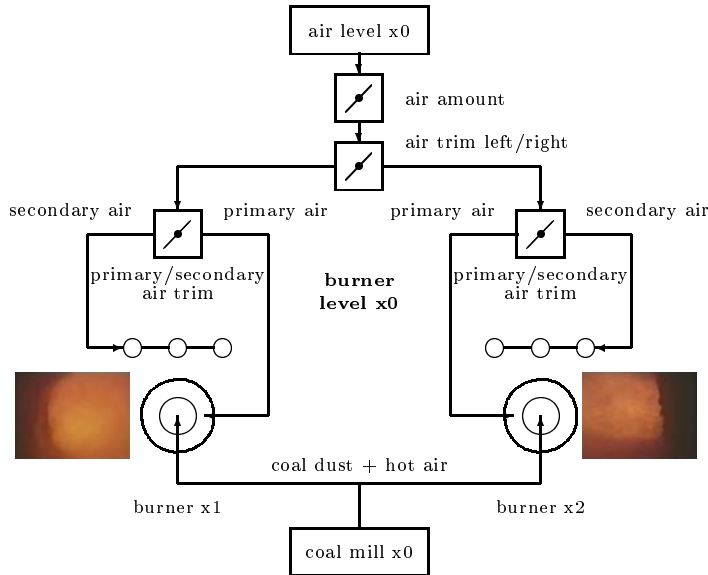 air level x0
air amount
air trim left/right
secondary air
primary air
primary air
secondary air
primary/secondary
air trim
burner
level x0
primary/secondary
air trim
coal dust + hot air
burner x1
burner x2
coal mill x0